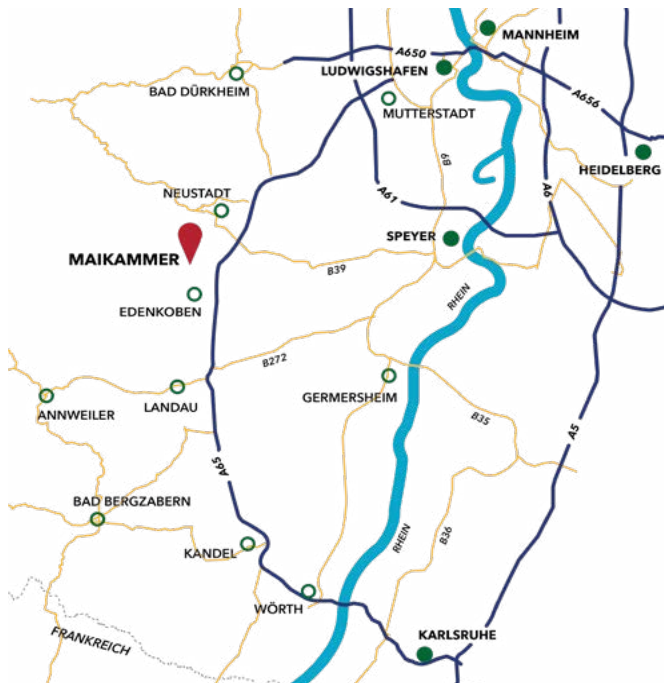 MANNHEIM
A650
LUDWIGSHAFEN
BAD DÜRKHEIM
A656
MUTTERSTADT
B9
HEIDELBERG
NEUSTADT
A61
A6
SPEYER
MAIKAMMER
B39
RHEIN
EDENKOBEN
B272
LANDAU
GERMERSHEIM
ANNWEILER
B35
A5
A65
BAD BERGZABERN
RHEIN
B36
KANDEL
WÖRTH
FRANKREICH
KARLSRUHE